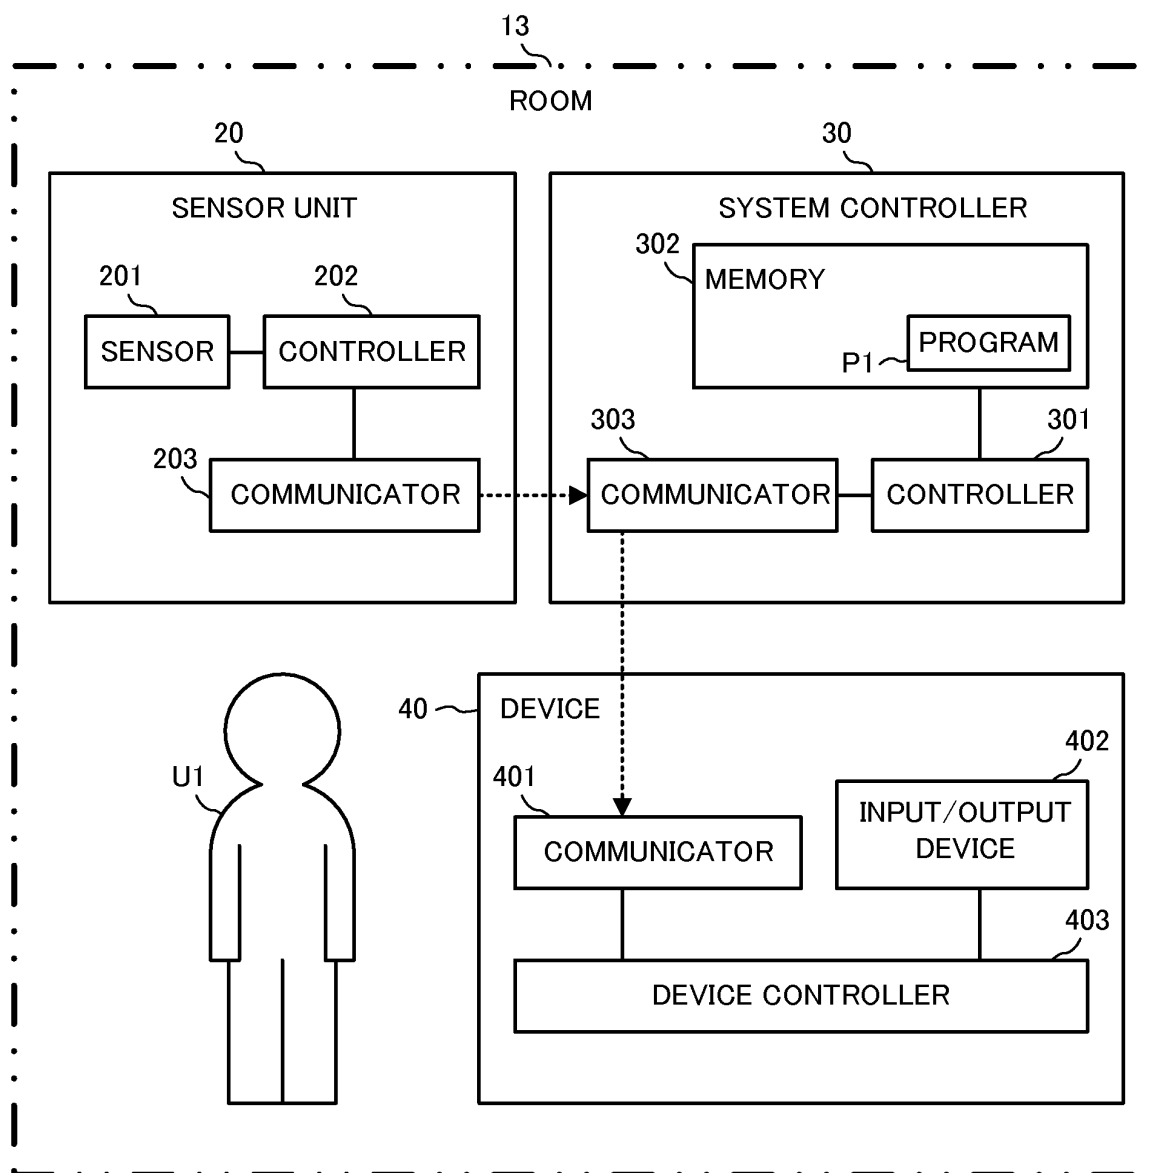 13
ROOM
20
SENSOR UNIT
201
202
SENSOR
CONTROLLER
203
COMMUNICATOR
30
SYSTEM CONTROLLER
302
MEMORY
PROGRAM
P1
303
301
COMMUNICATOR
CONTROLLER
U1
40
DEVICE
401
402
COMMUNICATOR
INPUT/OUTPUT
DEVICE
403
DEVICE CONTROLLER